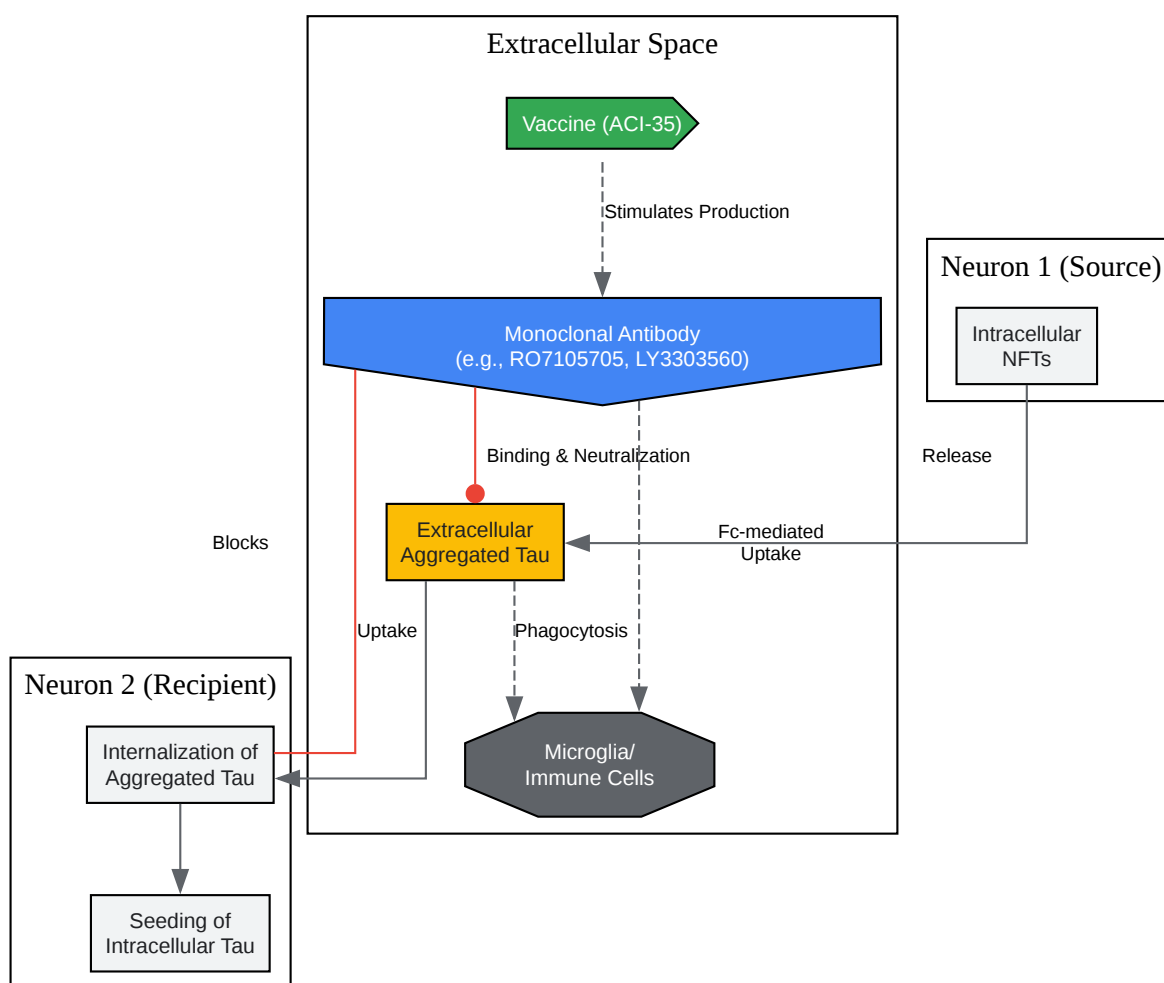 Extracellular Space
Vaccine (ACI-35)
Stimulates Production
Neuron 1 (Source)
Intracellular
NFTs
Monoclonal Antibody
(e.g., RO7105705, LY3303560)
Binding & Neutralization
Release
Extracellular
Aggregated Tau
Fc-mediated
Uptake
Blocks
Uptake
Phagocytosis
Neuron 2 (Recipient)
Internalization of
Aggregated Tau
Microglia/
Immune Cells
Seeding of
Intracellular Tau